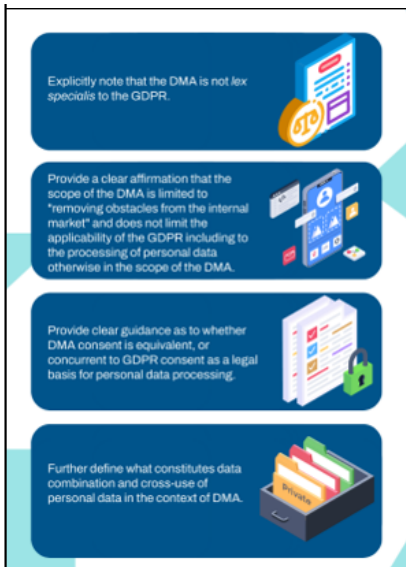 Explicitly note that the DMA is not lex
specialis to the GDPR.
Provide a clear affirmation that the
scope of the DMA is limited to
"removing obstacles from the internal
market" and does not limit the
applicability of the GDPR including to
the processing of personal data
otherwise in the scope of the DMA.
Provide clear guidance as to whether
DMA consent is equivalent, or
concurrent to GDPR consent as a legal
basis for personal data processing.
Further define what constitutes data
combination and cross-use of
personal data in the context of DMA.
Private